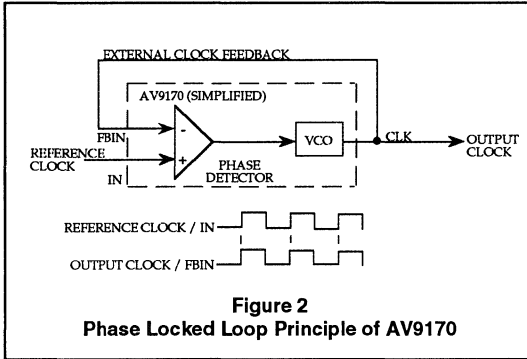 EXTERNAL CLOCK FEEDBACK
AV9170 (SIMPLIFIED)
-
FBIN
VCO
CLK
OUTPUT
CLOCK
REFERENCE
CLOCK
+
IN
PHASE
DETECTOR
REFERENCE CLOCK / IN
OUTPUT CLOCK / FBIN
Figure 2
Phase Locked Loop Principle of AV9170